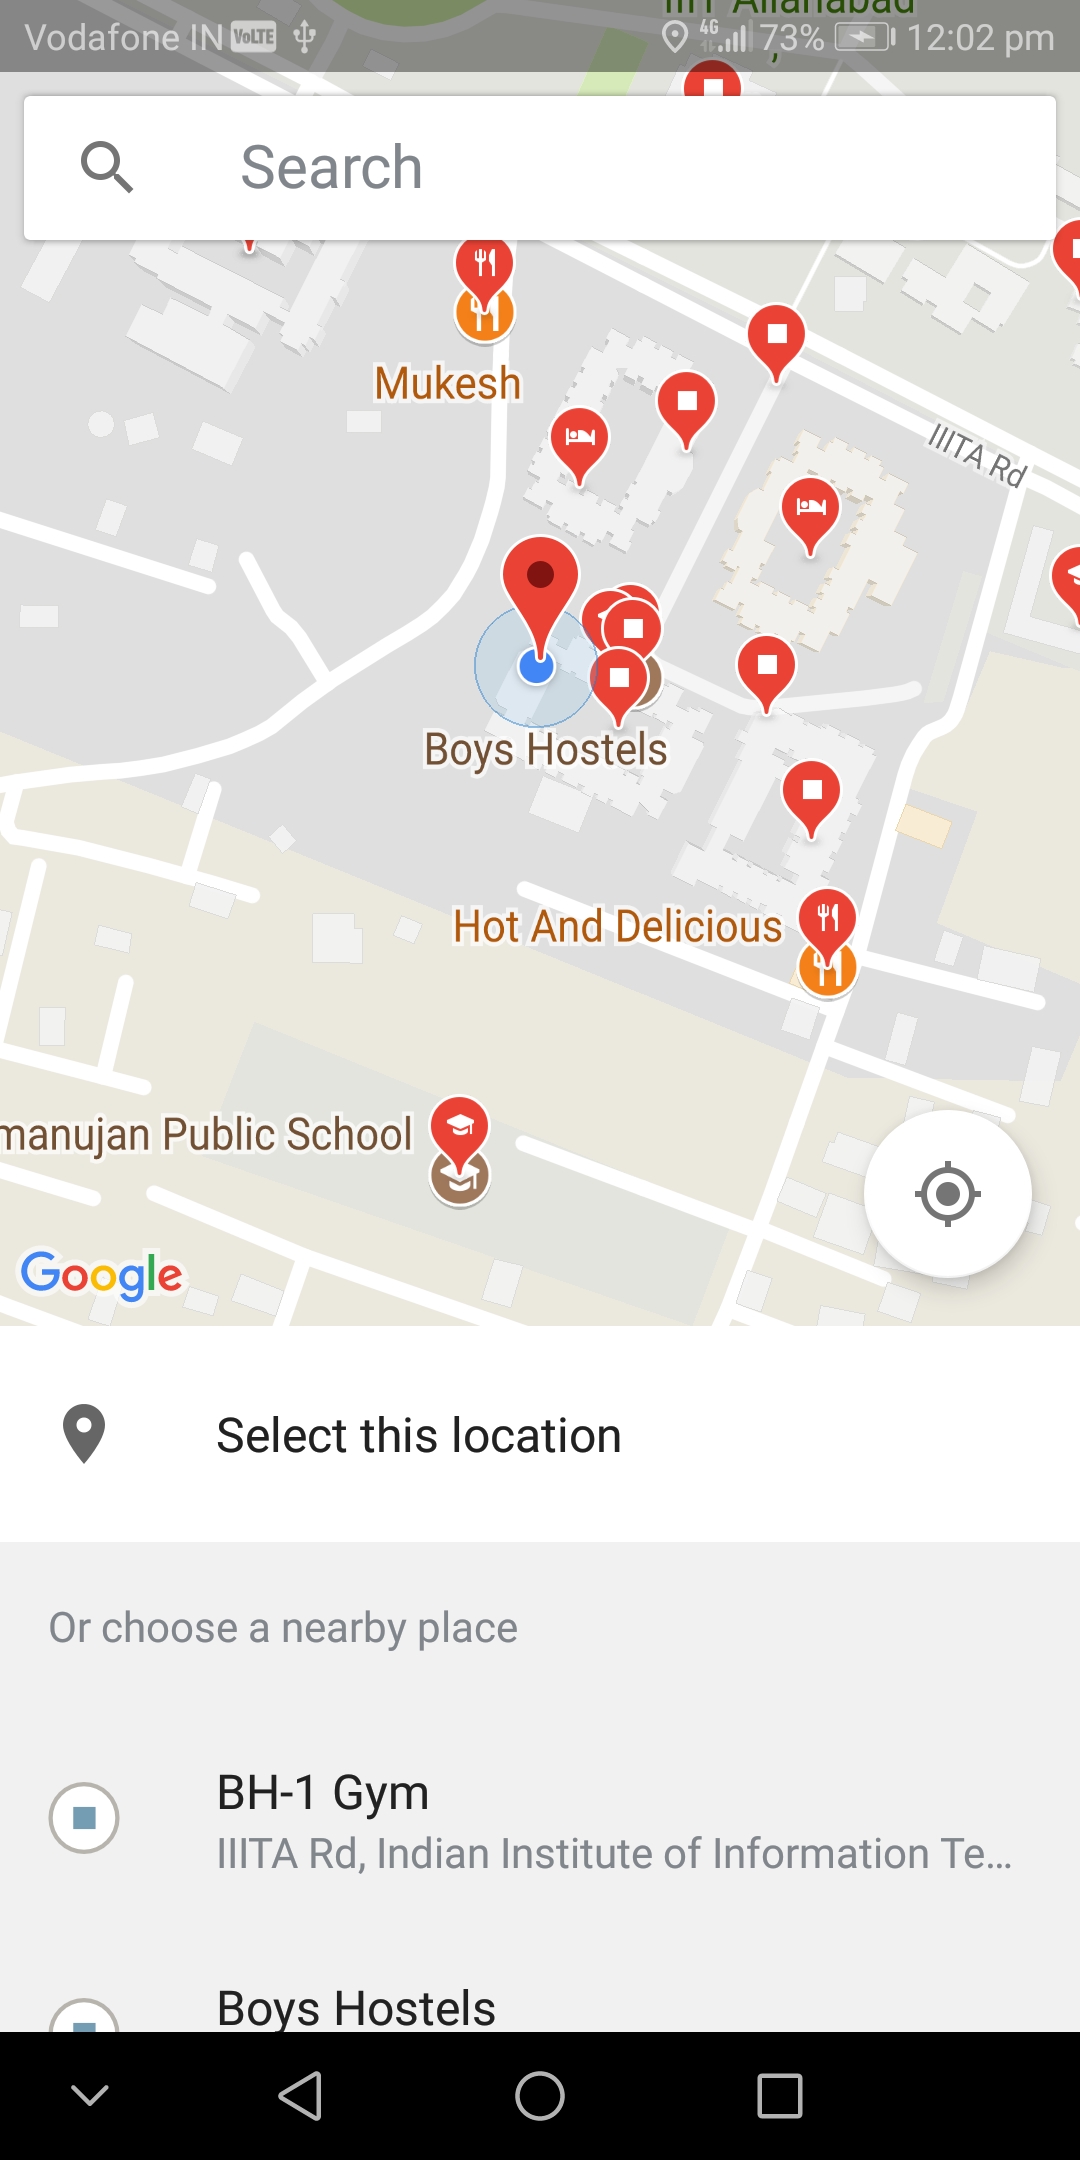 IIIT Allahabad
Vodafone IN VoLTE 4G 73% 12:02 pm
Search
Mukesh
IIITA Rd
Boys Hostels
Hot And Delicious
manujan Public School
Google
Select this location
Or choose a nearby place
BH-1 Gym
IIITA Rd, Indian Institute of Information Te...
Boys Hostels